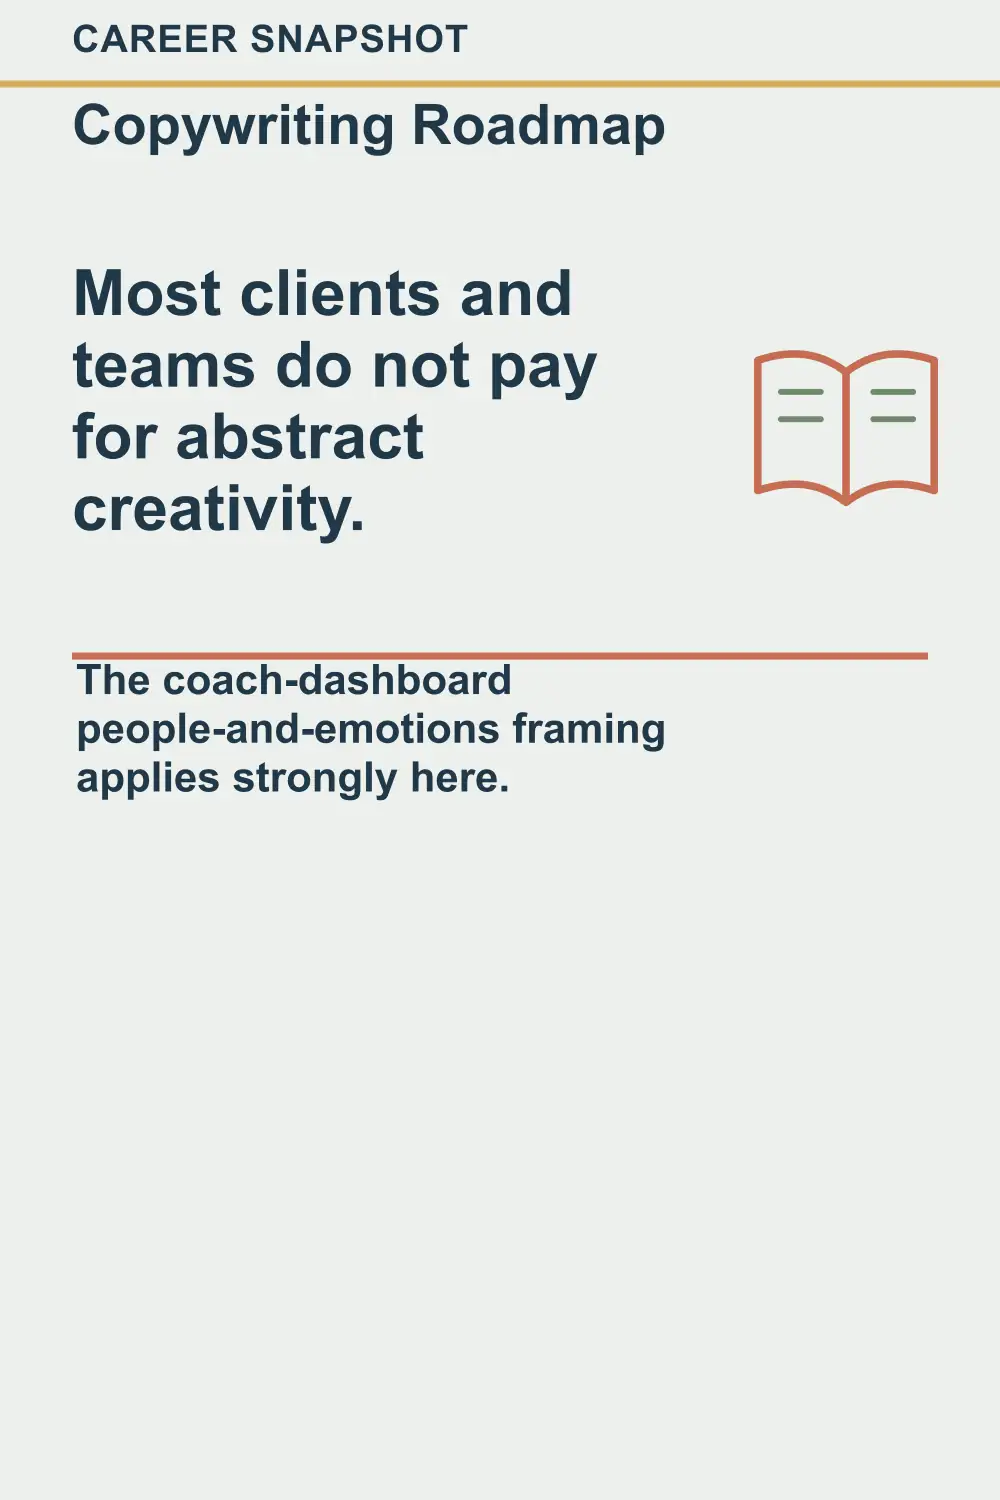 CAREER SNAPSHOT
Copywriting Roadmap
Most clients and
teams do not pay
for abstract
creativity.
The coach-dashboard
people-and-emotions framing
applies strongly here.